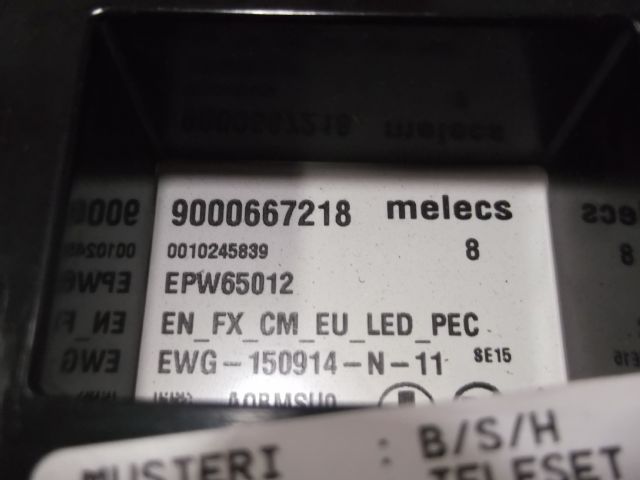 9000667218 melecs
0010245839 8
EPW65012
EN_FX_CM_EU_LED_PEC
EWG-150914-N-11 SE15
MUSTERI : B/S/H
TELESET